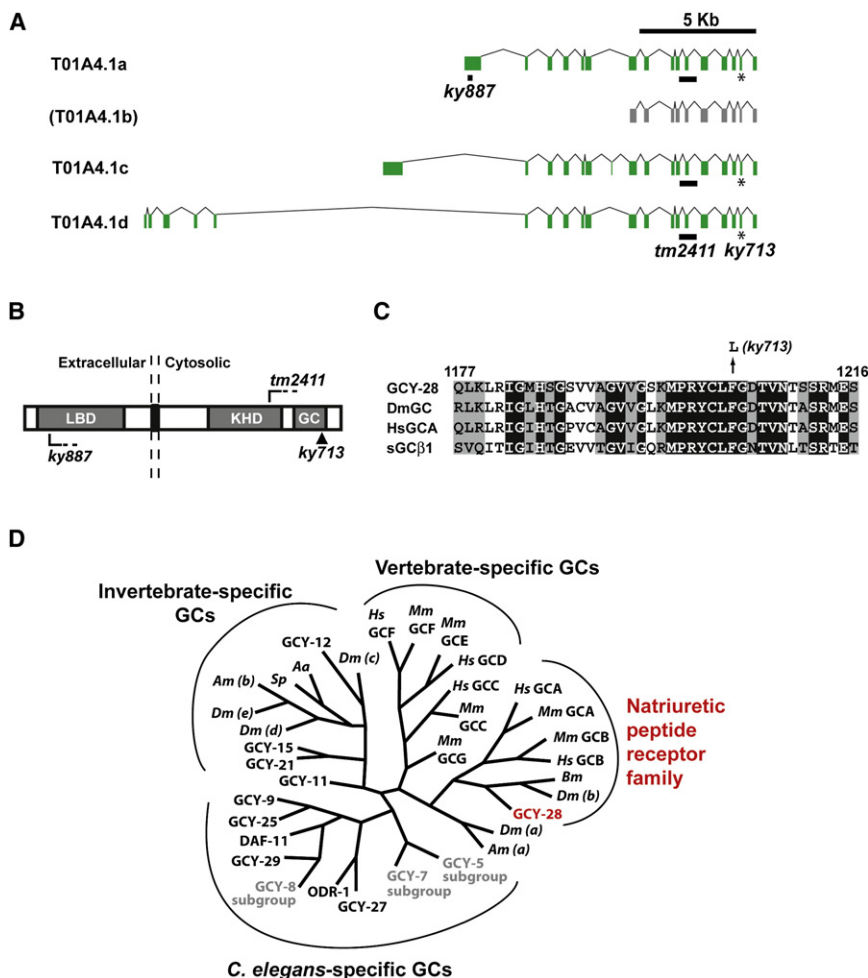 A
5 Kb
T01A4.1a
ky887
*
(T01A4.1b)
T01A4.1c
*
T01A4.1d
*
tm2411 ky713
B
Extracellular Cytosolic
tm2411
LBD KHD GC
ky887
ky713
C
L (ky713)
1177 1216
GCY-28 QLKLRIGMHSGSVVAGVVGSKMPRYCLFGDTVNTSSRMES
DmGC RLKLRIGLHTGACVAGVVGLKMPRYCLFGDTVNTASRMES
HsGCA QLRLRIGIHTGPVCAGVVGLKMPRYCLFGDTVNTASRMES
sGCβ1 SVQITIGIHTGEVVTGVIGQRMPRYCLFGNTVNLTSRTET
D
Vertebrate-specific GCs
Invertebrate-specific
GCs
Hs
GCF
Mm
GCF
Mm
GCE
GCY-12
Dm (c)
Hs GCD
Aa
Sp
Am (b)
Hs GCC
Hs GCA
Dm (e)
Mm
GCC
Mm GCA
Dm (d)
Mm GCB
Natriuretic
peptide
receptor
family
GCY-15
Mm
GCG
Hs GCB
GCY-21
Bm
GCY-11
Dm (b)
GCY-9
GCY-28
GCY-25
Dm (a)
DAF-11
Am (a)
GCY-29
GCY-5
subgroup
GCY-7
subgroup
GCY-8
subgroup
ODR-1
GCY-27
C. elegans-specific GCs